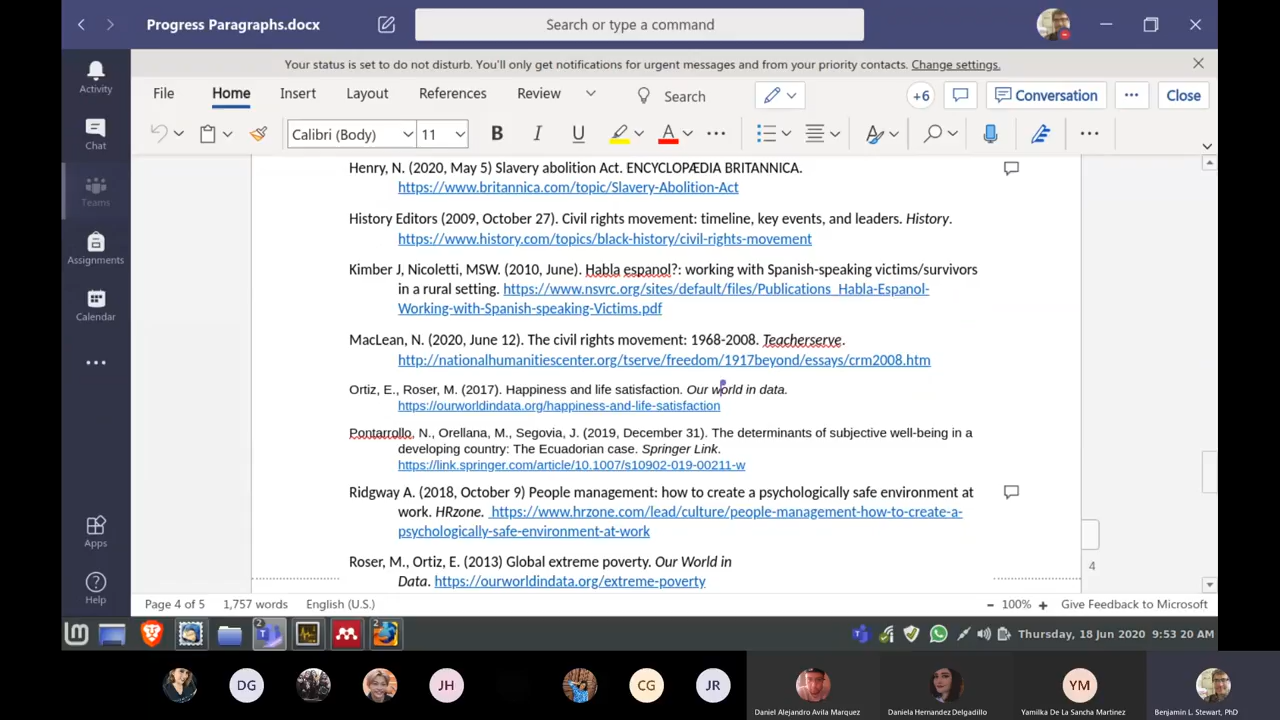 Progress Paragraphs.docx
Search or type a command
Your status is set to do not disturb. You'll only get notifications for urgent messages and from your priority contacts. Change settings.
Activity
Chat
Teams
Assignments
Calendar
Apps
Help
File Home Insert Layout References Review Search +6 Conversation Close
Calibri (Body) 11 B I U A
Henry, N. (2020, May 5) Slavery abolition Act. ENCYCLOPÆDIA BRITANNICA.
https://www.britannica.com/topic/Slavery-Abolition-Act
History Editors (2009, October 27). Civil rights movement: timeline, key events, and leaders. History.
https://www.history.com/topics/black-history/civil-rights-movement
Kimber J, Nicoletti, MSW. (2010, June). Habla espanol?: working with Spanish-speaking victims/survivors
in a rural setting. https://www.nsvrc.org/sites/default/files/Publications_Habla-Espanol-
Working-with-Spanish-speaking-Victims.pdf
MacLean, N. (2020, June 12). The civil rights movement: 1968-2008. Teacherserve.
http://nationalhumanitiescenter.org/tserve/freedom/1917beyond/essays/crm2008.htm
Ortiz, E., Roser, M. (2017). Happiness and life satisfaction. Our world in data.
https://ourworldindata.org/happiness-and-life-satisfaction
Pontarrollo, N., Orellana, M., Segovia, J. (2019, December 31). The determinants of subjective well-being in a
developing country: The Ecuadorian case. Springer Link.
https://link.springer.com/article/10.1007/s10902-019-00211-w
Ridgway A. (2018, October 9) People management: how to create a psychologically safe environment at
work. HRzone. https://www.hrzone.com/lead/culture/people-management-how-to-create-a-
psychologically-safe-environment-at-work
Roser, M., Ortiz, E. (2013) Global extreme poverty. Our World in
Data. https://ourworldindata.org/extreme-poverty
4
Page 4 of 5 1,757 words English (U.S.) - 100% + Give Feedback to Microsoft
2 Thursday, 18 Jun 2020 9:53 20 AM
DG JH CG JR YM
Daniel Alejandro Avila Marquez Daniela Hernandez Delgadillo Yamilka De La Sancha Martinez Benjamin L. Stewart, PhD